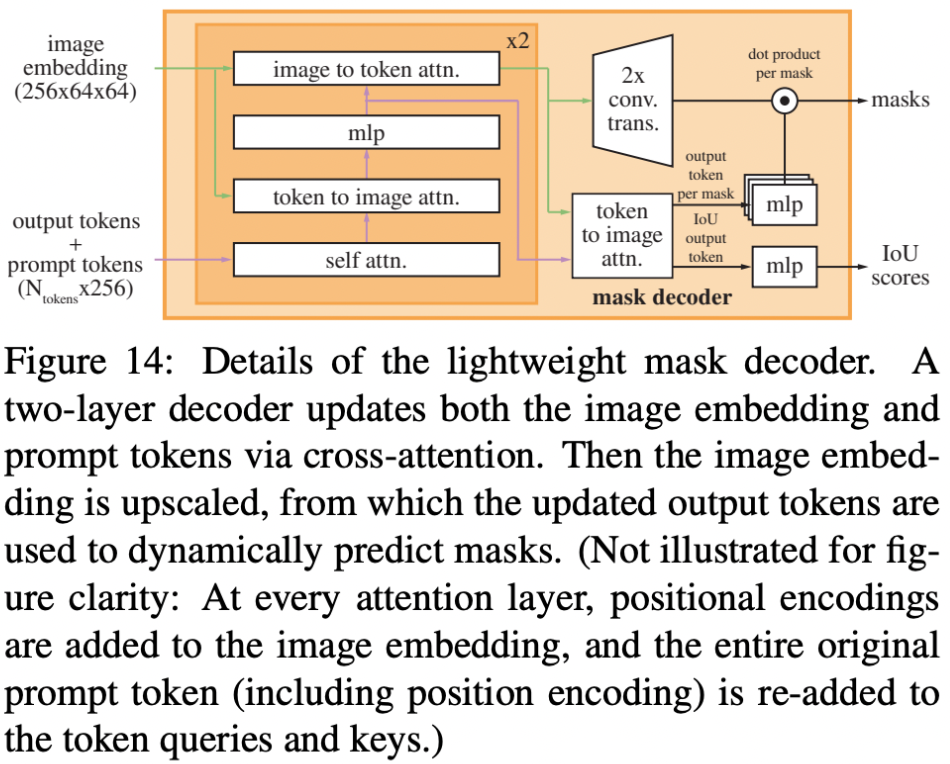 image
embedding
(256x64x64)
output tokens
+
prompt tokens
(Ntokensx256)
x2
image to token attn.
mlp
token to image attn.
self attn.
2x
conv.
trans.
token
to image
attn.
mask decoder
dot product
per mask
output
token
per mask
IoU
output
token
mlp
mlp
masks
IoU
scores
Figure 14: Details of the lightweight mask decoder. A
two-layer decoder updates both the image embedding and
prompt tokens via cross-attention. Then the image embed-
ding is upscaled, from which the updated output tokens are
used to dynamically predict masks. (Not illustrated for fig-
ure clarity: At every attention layer, positional encodings
are added to the image embedding, and the entire original
prompt token (including position encoding) is re-added to
the token queries and keys.)